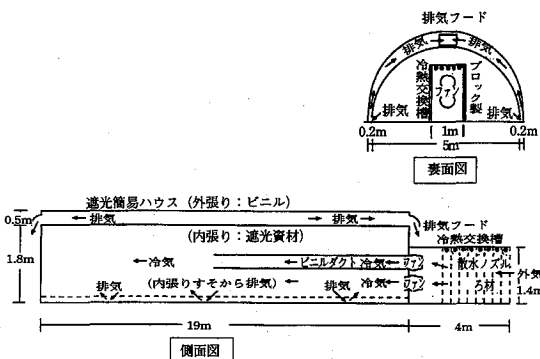 排気フード
排気 排気
冷熱交換槽
ファン
ブロック製
排気 排気
0.2m 1m 0.2m
5m
裏面図
遮光簡易ハウス（外張り：ビニル）
0.5m 排気 排気 排気フード
（内張り：遮光資材） 冷熱交換槽
1.8m 冷気 ビニルダクト 冷気 ファン 散水ノズル 外気
排気 （内張りすそから排気） 排気 冷気 ファン ろ材 1.4m
19m 4m
側面図